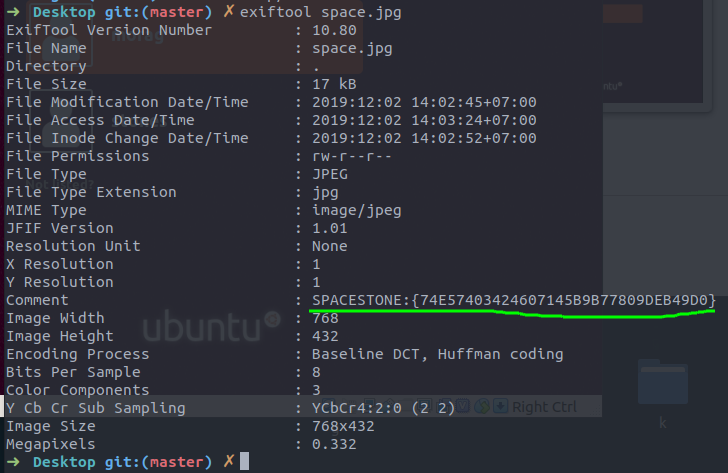 ➜ Desktop git:(master) ✗ exiftool space.jpg
ExifTool Version Number : 10.80
File Name : space.jpg
Directory : .
File Size : 17 kB
File Modification Date/Time : 2019:12:02 14:02:45+07:00
File Access Date/Time : 2019:12:02 14:03:24+07:00
File Inode Change Date/Time : 2019:12:02 14:02:52+07:00
File Permissions : rw-r--r--
File Type : JPEG
File Type Extension : jpg
MIME Type : image/jpeg
JFIF Version : 1.01
Resolution Unit : None
X Resolution : 1
Y Resolution : 1
Comment : SPACESTONE:{74E57403424607145B9B77809DEB49D0}
Image Width : 768
ubuntu
Image Height : 432
Encoding Process : Baseline DCT, Huffman coding
Bits Per Sample : 8
Color Components : 3
Y Cb Cr Sub Sampling : YCbCr4:2:0 (2 2)
Right Ctrl
k
Image Size : 768x432
Megapixels : 0.332
➜ Desktop git:(master) ✗